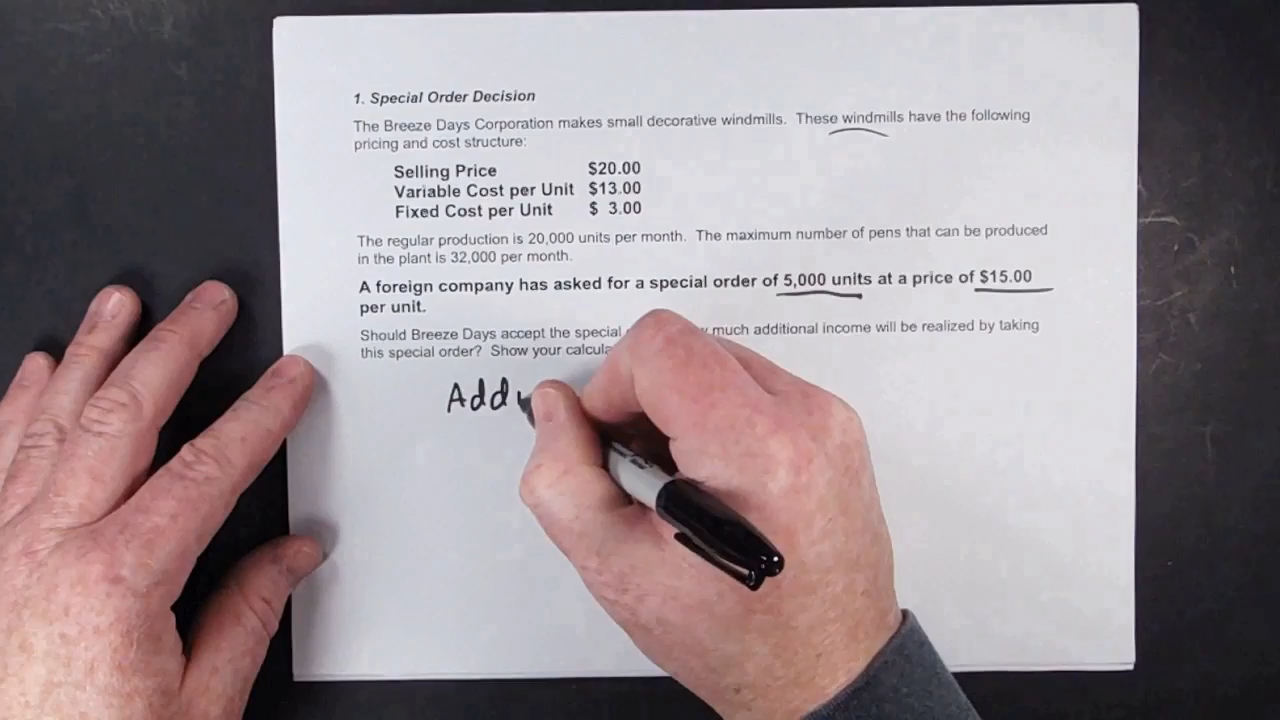 1. Special Order Decision
The Breeze Days Corporation makes small decorative windmills. These windmills have the following
pricing and cost structure:
Selling Price $20.00
Variable Cost per Unit $13.00
Fixed Cost per Unit $ 3.00
The regular production is 20,000 units per month. The maximum number of pens that can be produced
in the plant is 32,000 per month.
A foreign company has asked for a special order of 5,000 units at a price of $15.00
per unit.
Should Breeze Days accept the special much additional income will be realized by taking
this special order? Show your
Add